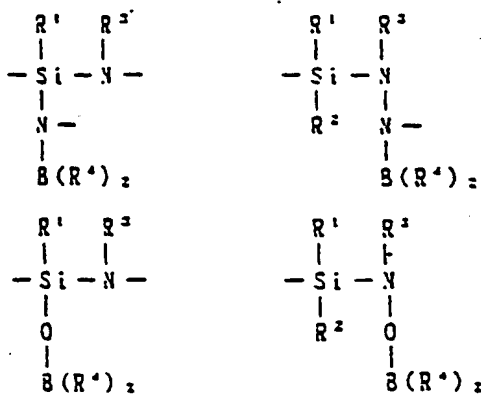 R¹ R³ R¹ R³
— Si — N — — Si — N —
N — R² N —
B(R⁴)₂ B(R⁴)₂
R¹ R³ R¹ R³
— Si — N — — Si — N —
O R² O
B(R⁴)₂ B(R⁴)₂